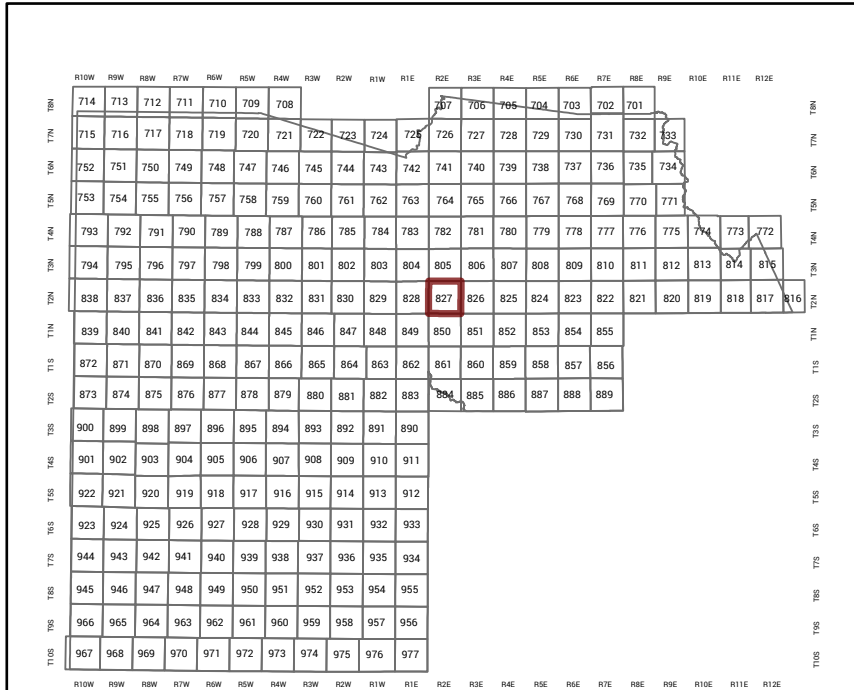 R10W R9W R8W R7W R6W R5W R4W R3W R2W R1W R1E R2E R3E R4E R5E R6E R7E R8E R9E R10E R11E R12E
T8N 714 713 712 711 710 709 708 707 706 705 704 703 702 701 T8N
T7N 715 716 717 718 719 720 721 722 723 724 725 726 727 728 729 730 731 732 733 T7N
T6N 752 751 750 749 748 747 746 745 744 743 742 741 740 739 738 737 736 735 734 T6N
T5N 753 754 755 756 757 758 759 760 761 762 763 764 765 766 767 768 769 770 771 T5N
T4N 793 792 791 790 789 788 787 786 785 784 783 782 781 780 779 778 777 776 775 774 773 772 T4N
T3N 794 795 796 797 798 799 800 801 802 803 804 805 806 807 808 809 810 811 812 813 814 815 T3N
T2N 838 837 836 835 834 833 832 831 830 829 828 827 826 825 824 823 822 821 820 819 818 817 816 T2N
T1N 839 840 841 842 843 844 845 846 847 848 849 850 851 852 853 854 855 T1N
T1S 872 871 870 869 868 867 866 865 864 863 862 861 860 859 858 857 856 T1S
T2S 873 874 875 876 877 878 879 880 881 882 883 884 885 886 887 888 889 T2S
T3S 900 899 898 897 896 895 894 893 892 891 890 T3S
T4S 901 902 903 904 905 906 907 908 909 910 911 T4S
T5S 922 921 920 919 918 917 916 915 914 913 912 T5S
T6S 923 924 925 926 927 928 929 930 931 932 933 T6S
T7S 944 943 942 941 940 939 938 937 936 935 934 T7S
T8S 945 946 947 948 949 950 951 952 953 954 955 T8S
T9S 966 965 964 963 962 961 960 959 958 957 956 T9S
T10S 967 968 969 970 971 972 973 974 975 976 977 T10S
R10W R9W R8W R7W R6W R5W R4W R3W R2W R1W R1E R2E R3E R4E R5E R6E R7E R8E R9E R10E R11E R12E